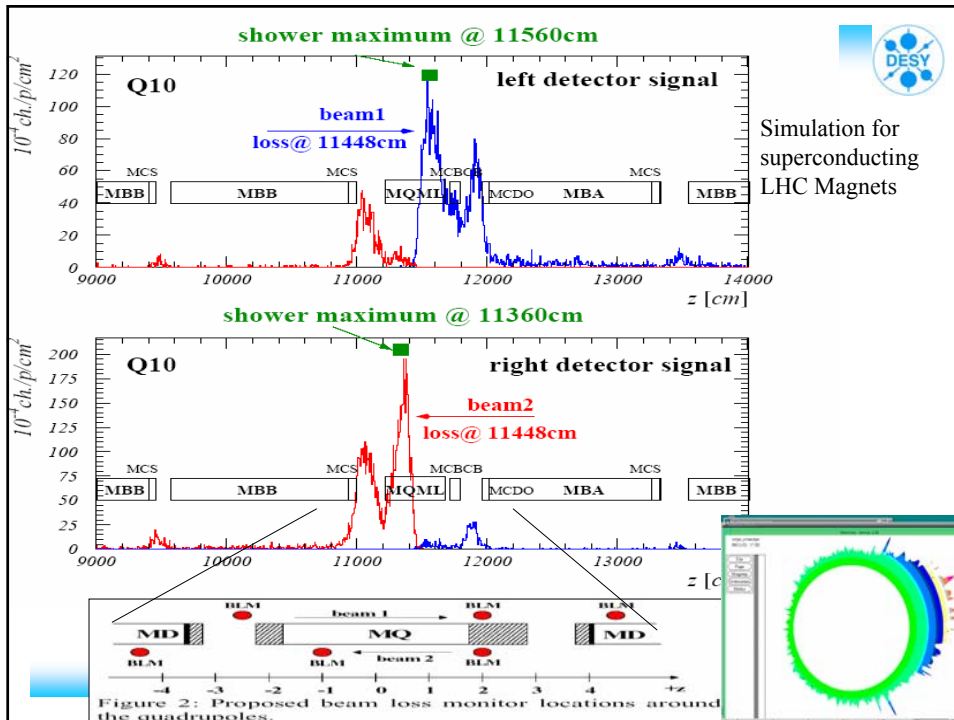 shower maximum @ 11560cm
DESY
10⁻⁴ch./p/cm²
120
100
80
60
40
20
0
Q10
left detector signal
beam1
loss@ 11448cm
MCS
MCS
MCBCB
MCS
MBB
MBB
MQML
MCDO
MBA
MBB
9000
10000
11000
12000
13000
14000
z [cm]
Simulation for
superconducting
LHC Magnets
shower maximum @ 11360cm
10⁻⁴ch./p/cm²
200
175
150
125
100
75
50
25
0
Q10
right detector signal
beam2
loss@ 11448cm
MCS
MCS
MCBCB
MCS
MBB
MBB
MQML
MCDO
MBA
MBB
9000
10000
11000
12000
13000
z [cm]
BLM
beam 1
BLM
BLM
MD
MQ
MD
BLM
BLM
beam 2
BLM
-4
-3
-2
-1
0
1
2
3
4
+z
Figure 2: Proposed beam loss monitor locations around
the quadrupoles.